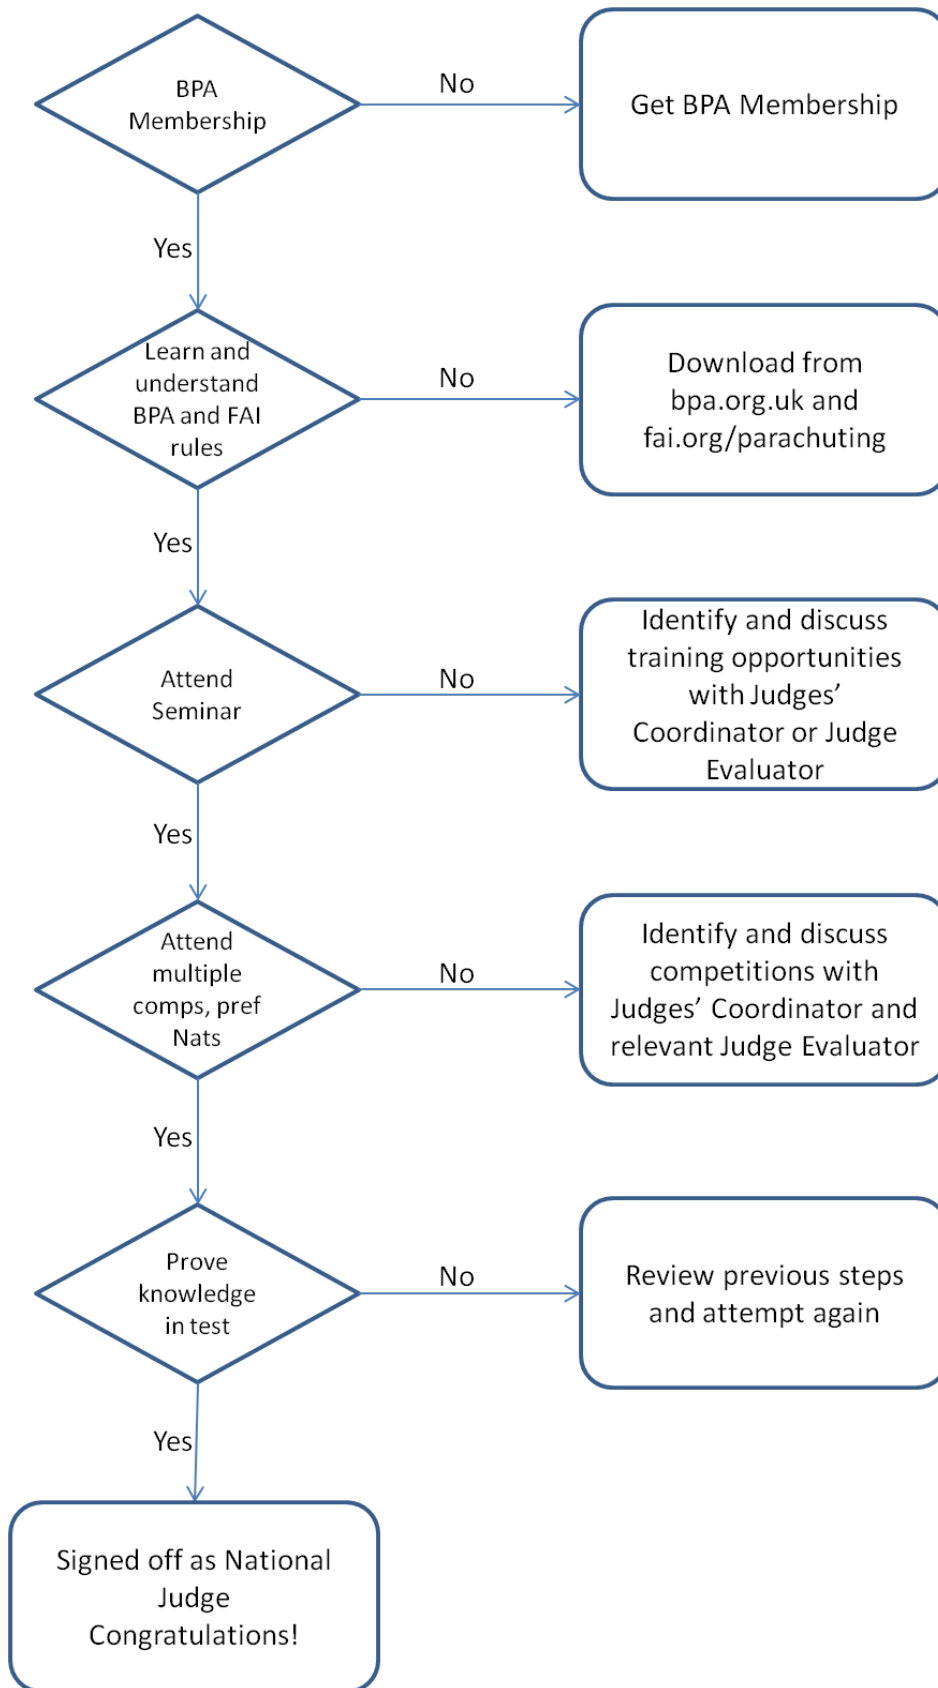 BPA
Membership
No
Get BPA Membership
Yes
Learn and
understand
BPA and FAI
rules
No
Download from
bpa.org.uk and
fai.org/parachuting
Yes
Attend
Seminar
No
Identify and discuss
training opportunities
with Judges’
Coordinator or Judge
Evaluator
Yes
Attend
multiple
comps, pref
Nats
No
Identify and discuss
competitions with
Judges’ Coordinator and
relevant Judge Evaluator
Yes
Prove
knowledge
in test
No
Review previous steps
and attempt again
Yes
Signed off as National
Judge
Congratulations!